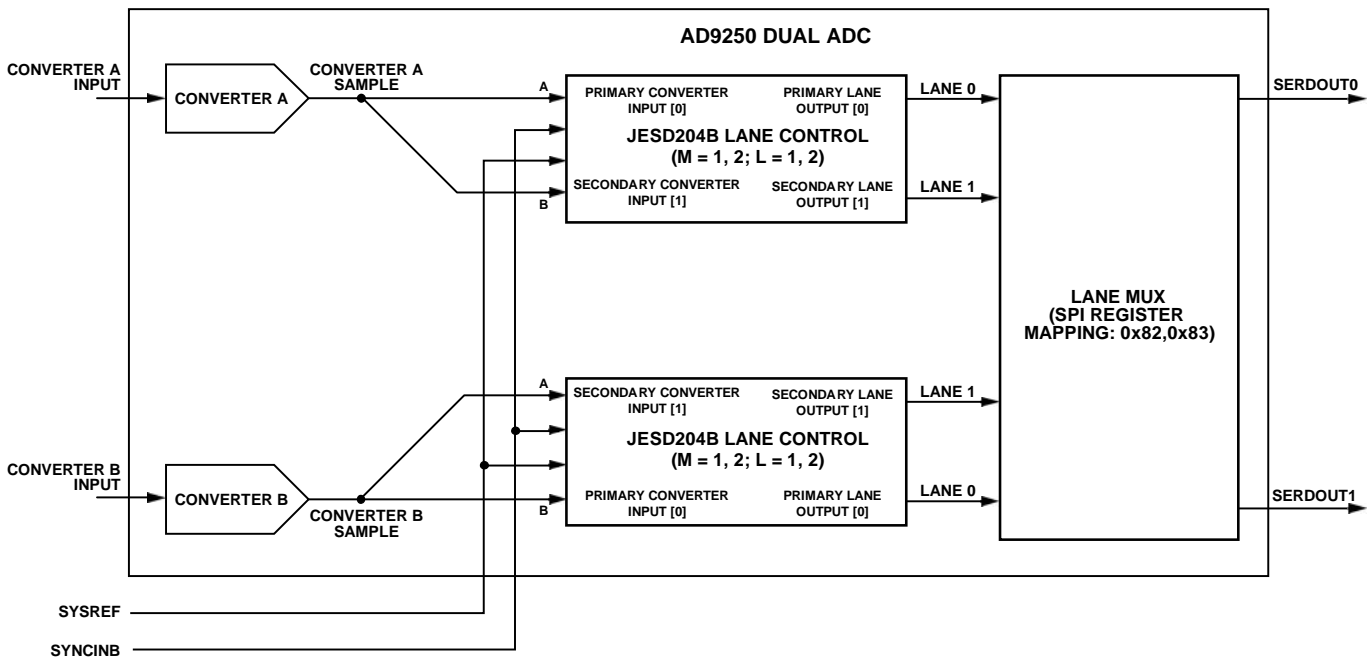 AD9250 DUAL ADC
CONVERTER A
INPUT
CONVERTER A
CONVERTER A
SAMPLE
A
B
PRIMARY CONVERTER
INPUT [0]
PRIMARY LANE
OUTPUT [0]
JESD204B LANE CONTROL
(M = 1, 2; L = 1, 2)
SECONDARY CONVERTER
INPUT [1]
SECONDARY LANE
OUTPUT [1]
LANE 0
LANE 1
SERDOUT0
LANE MUX
(SPI REGISTER
MAPPING: 0x82,0x83)
CONVERTER B
INPUT
CONVERTER B
CONVERTER B
SAMPLE
A
B
SECONDARY CONVERTER
INPUT [1]
SECONDARY LANE
OUTPUT [1]
JESD204B LANE CONTROL
(M = 1, 2; L = 1, 2)
PRIMARY CONVERTER
INPUT [0]
PRIMARY LANE
OUTPUT [0]
LANE 1
LANE 0
SERDOUT1
SYSREF
SYNCINB